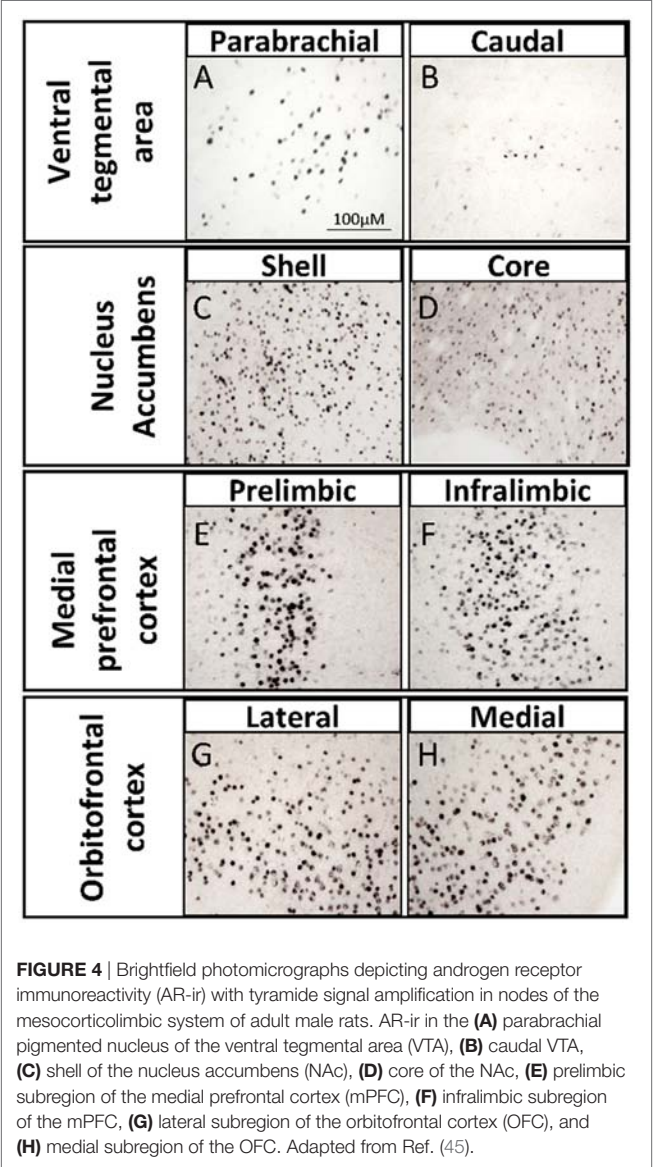 Ventral
tegmental
area
Parabrachial
Caudal
A
B
100µM
Nucleus
Accumbens
Shell
Core
C
D
Medial
prefrontal
cortex
Prelimbic
Infralimbic
E
F
Orbitofrontal
cortex
Lateral
Medial
G
H
FIGURE 4 | Brightfield photomicrographs depicting androgen receptor
immunoreactivity (AR-ir) with tyramide signal amplification in nodes of the
mesocorticolimbic system of adult male rats. AR-ir in the (A) parabrachial
pigmented nucleus of the ventral tegmental area (VTA), (B) caudal VTA,
(C) shell of the nucleus accumbens (NAc), (D) core of the NAc, (E) prelimbic
subregion of the medial prefrontal cortex (mPFC), (F) infralimbic subregion
of the mPFC, (G) lateral subregion of the orbitofrontal cortex (OFC), and
(H) medial subregion of the OFC. Adapted from Ref. (45).